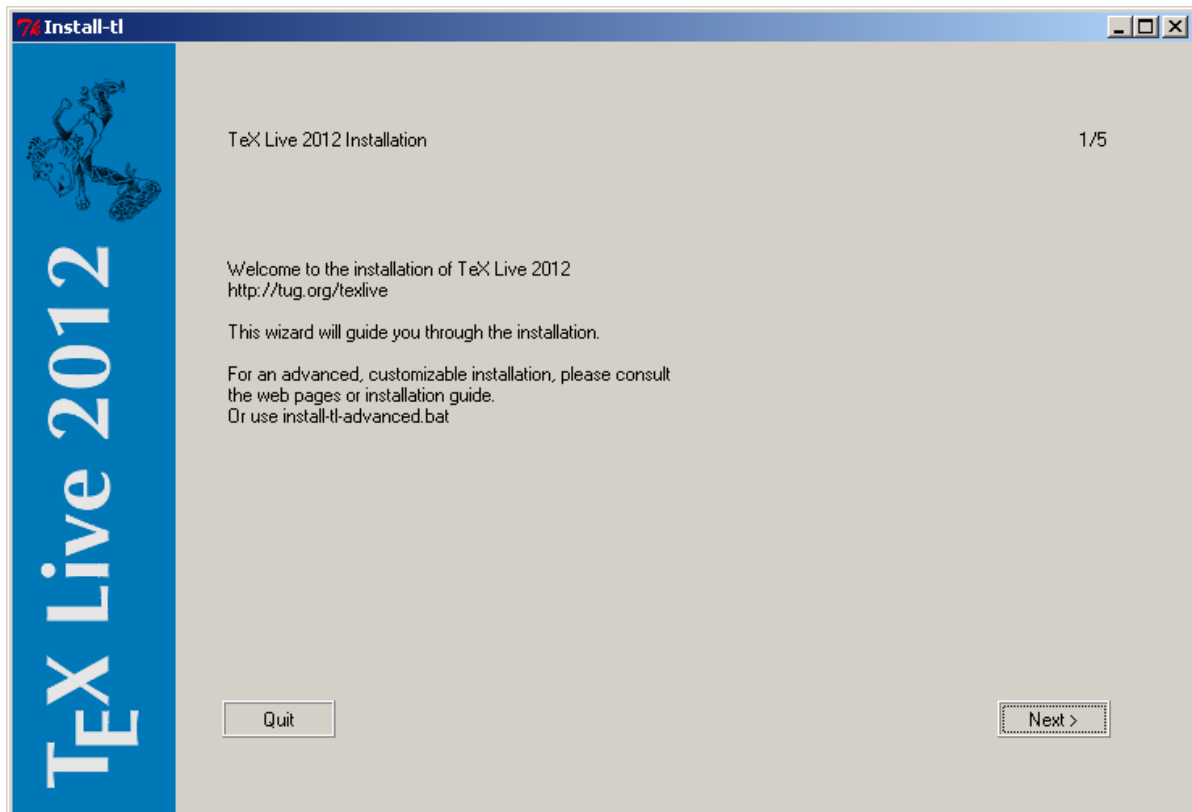 Install-tl
TeX Live 2012 Installation
1/5
Welcome to the installation of TeX Live 2012
http://tug.org/texlive
This wizard will guide you through the installation.
For an advanced, customizable installation, please consult
the web pages or installation guide.
Or use install-tl-advanced.bat
Quit
Next >
TEX Live 2012